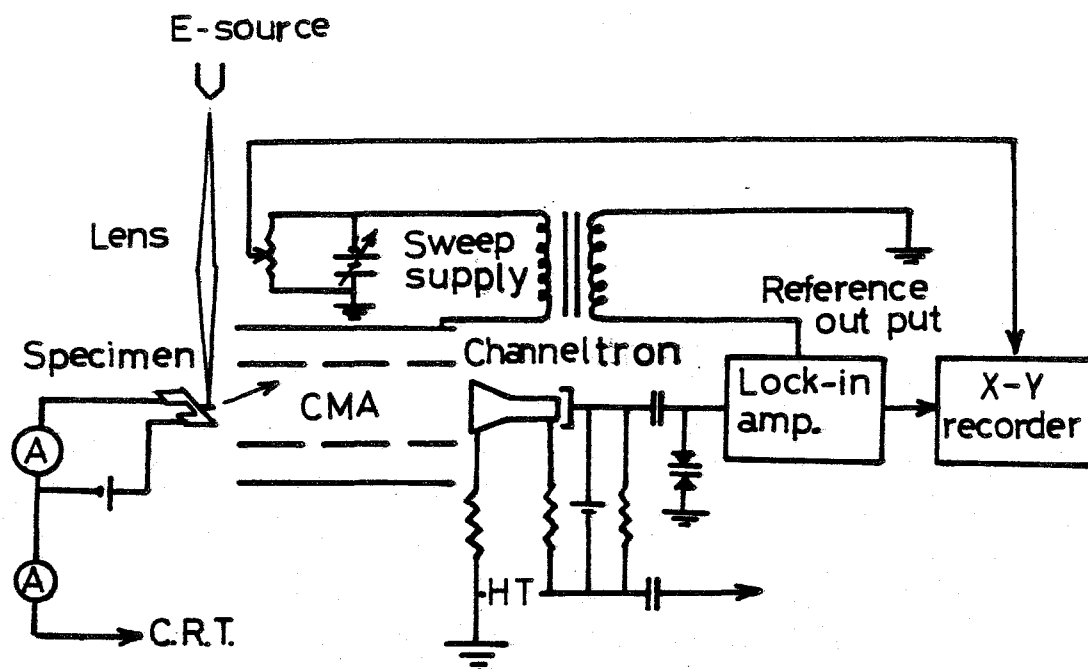 E-source
Lens
Sweep
supply
Reference
out put
Specimen
Channeltron
CMA
Lock-in
amp.
X-Y
recorder
A
A
HT
C.R.T.